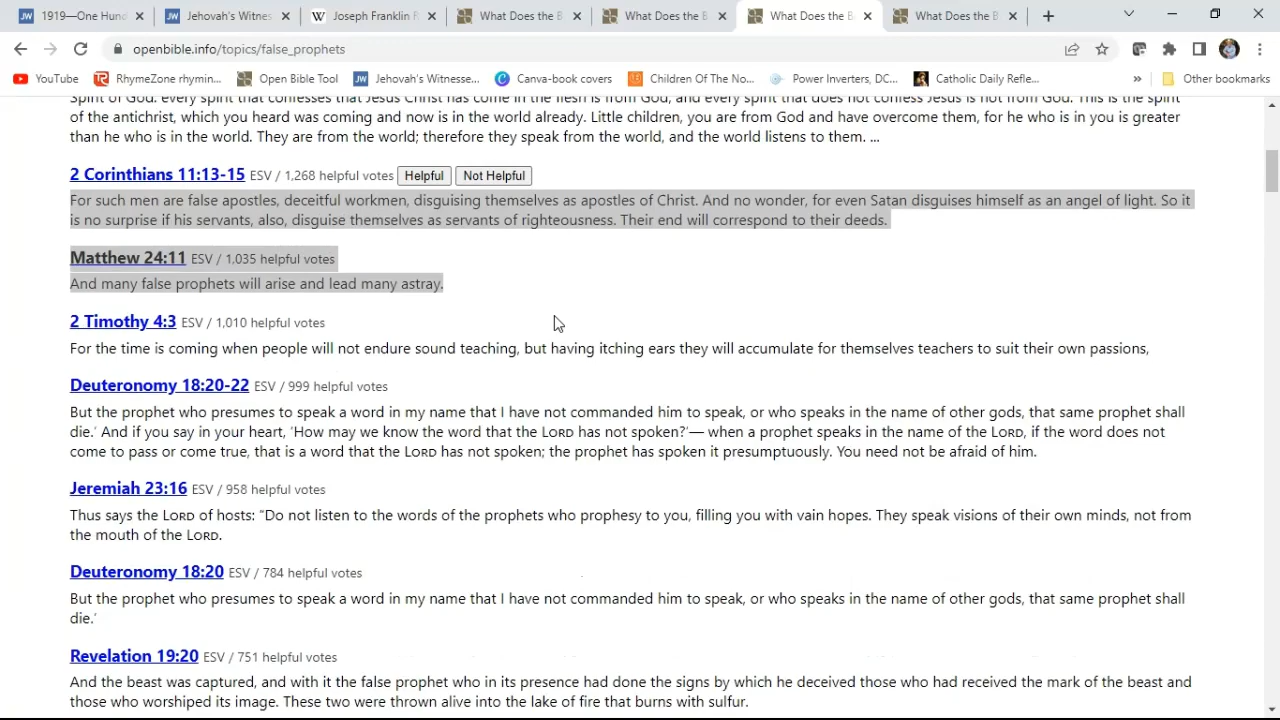 1919—One Hun
Jehovah's Witnes
Joseph Franklin R
What Does the B
What Does the B
What Does the B
What Does the B
openbible.info/topics/false_prophets
YouTube
RhymeZone rhymin...
Open Bible Tool
Jehovah's Witnesse...
Canva-book covers
Children Of The No...
Power Inverters, DC...
Catholic Daily Refle...
»
Other bookmarks
Spirit of God: every spirit that confesses that Jesus Christ has come in the flesh is from God, and every spirit that does not confess Jesus is not from God. This is the spirit
of the antichrist, which you heard was coming and now is in the world already. Little children, you are from God and have overcome them, for he who is in you is greater
than he who is in the world. They are from the world; therefore they speak from the world, and the world listens to them. ...
2 Corinthians 11:13-15 ESV / 1,268 helpful votes Helpful Not Helpful
For such men are false apostles, deceitful workmen, disguising themselves as apostles of Christ. And no wonder, for even Satan disguises himself as an angel of light. So it
is no surprise if his servants, also, disguise themselves as servants of righteousness. Their end will correspond to their deeds.
Matthew 24:11 ESV / 1,035 helpful votes
And many false prophets will arise and lead many astray.
2 Timothy 4:3 ESV / 1,010 helpful votes
For the time is coming when people will not endure sound teaching, but having itching ears they will accumulate for themselves teachers to suit their own passions,
Deuteronomy 18:20-22 ESV / 999 helpful votes
But the prophet who presumes to speak a word in my name that I have not commanded him to speak, or who speaks in the name of other gods, that same prophet shall
die.' And if you say in your heart, 'How may we know the word that the LORD has not spoken?'— when a prophet speaks in the name of the LORD, if the word does not
come to pass or come true, that is a word that the LORD has not spoken; the prophet has spoken it presumptuously. You need not be afraid of him.
Jeremiah 23:16 ESV / 958 helpful votes
Thus says the LORD of hosts: "Do not listen to the words of the prophets who prophesy to you, filling you with vain hopes. They speak visions of their own minds, not from
the mouth of the LORD.
Deuteronomy 18:20 ESV / 784 helpful votes
But the prophet who presumes to speak a word in my name that I have not commanded him to speak, or who speaks in the name of other gods, that same prophet shall
die.'
Revelation 19:20 ESV / 751 helpful votes
And the beast was captured, and with it the false prophet who in its presence had done the signs by which he deceived those who had received the mark of the beast and
those who worshiped its image. These two were thrown alive into the lake of fire that burns with sulfur.